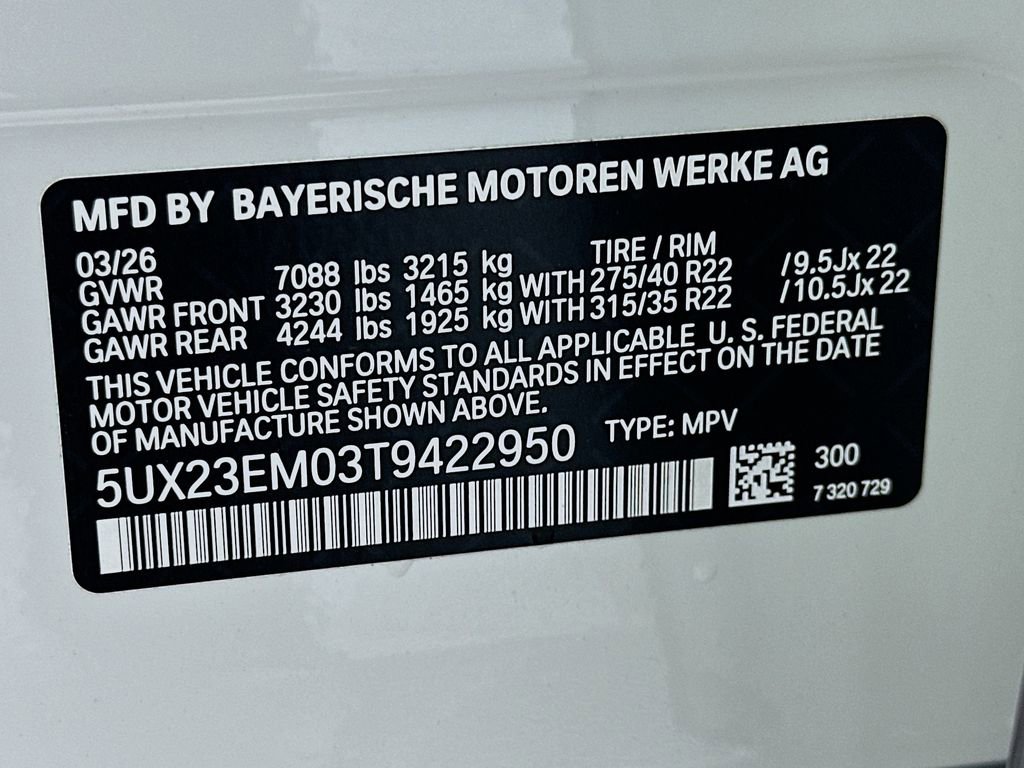 MFD BY BAYERISCHE MOTOREN WERKE AG
03/26 TIRE / RIM
GVWR 7088 lbs 3215 kg
GAWR FRONT 3230 lbs 1465 kg WITH 275/40 R22 /9.5Jx 22
GAWR REAR 4244 lbs 1925 kg WITH 315/35 R22 /10.5Jx 22
THIS VEHICLE CONFORMS TO ALL APPLICABLE U. S. FEDERAL
MOTOR VEHICLE SAFETY STANDARDS IN EFFECT ON THE DATE
OF MANUFACTURE SHOWN ABOVE.
5UX23EM03T9422950 TYPE: MPV
300
7 320 729